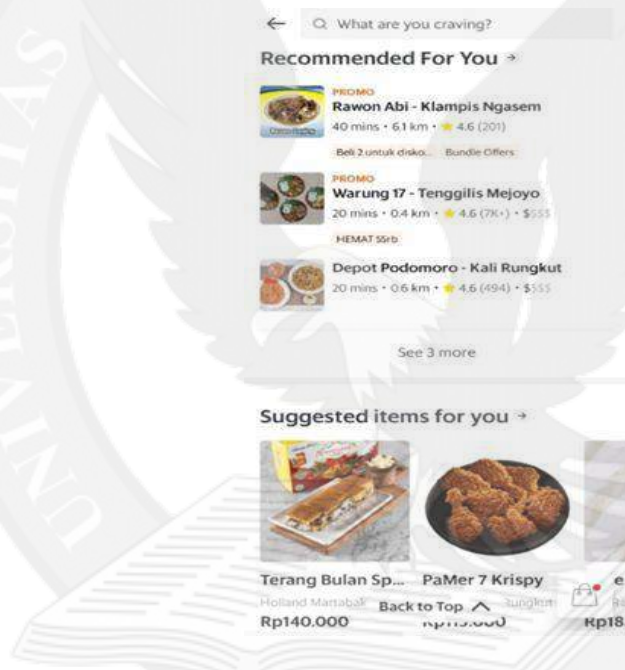 UNIVERSITAS
What are you craving?
Recommended For You →
PROMO
Rawon Abi - Klampis Ngasem
40 mins • 6.1 km • 4.6 (201)
Beli 2 untuk disko... Bundle Offers
PROMO
Warung 17 - Tenggilis Mejoyo
20 mins • 0.4 km • 4.6 (7K+) • $$$$
HEMAT 55rb
Depot Podomoro - Kali Rungkut
20 mins • 0.6 km • 4.6 (494) • $$$$
See 3 more
Suggested items for you →
Terang Bulan Sp... PaMer 7 Krispy
Holland Martabak Back to Top
Rp140.000 Rp18